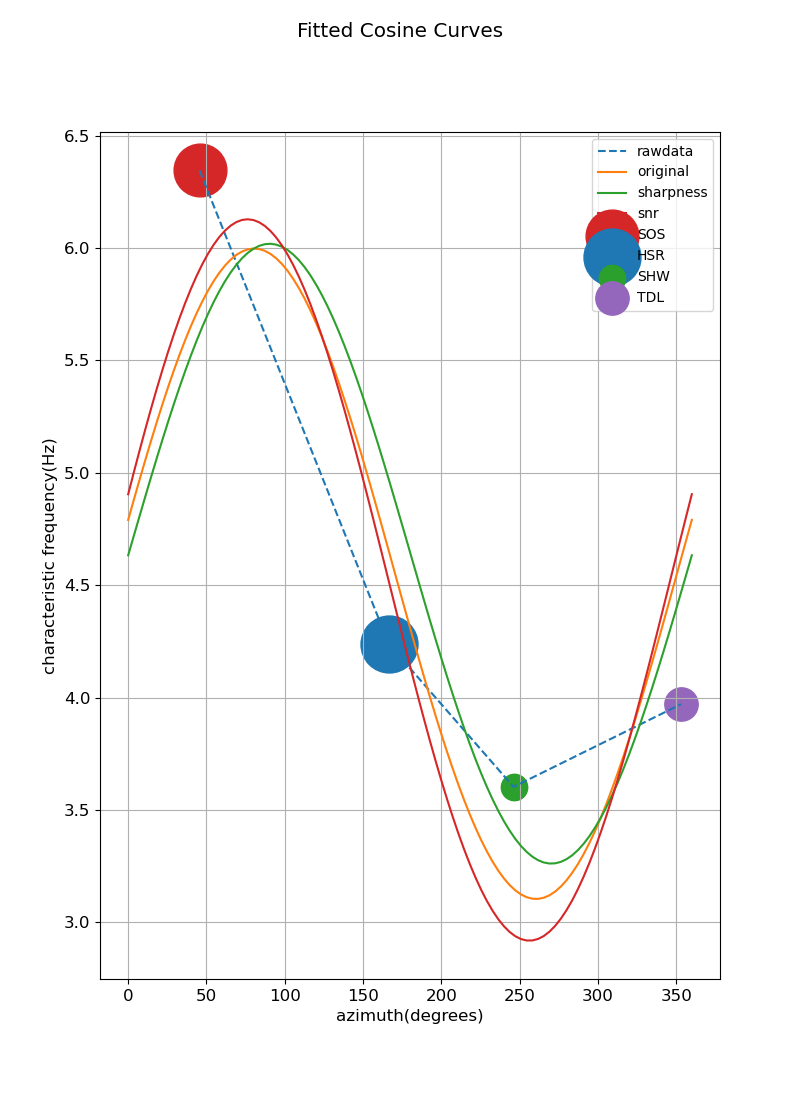 Fitted Cosine Curves
6.5
6.0
5.5
5.0
4.5
4.0
3.5
3.0
characteristic frequency(Hz)
rawdata
original
sharpness
snr
SOS
HSR
SHW
TDL
0 50 100 150 200 250 300 350
azimuth(degrees)